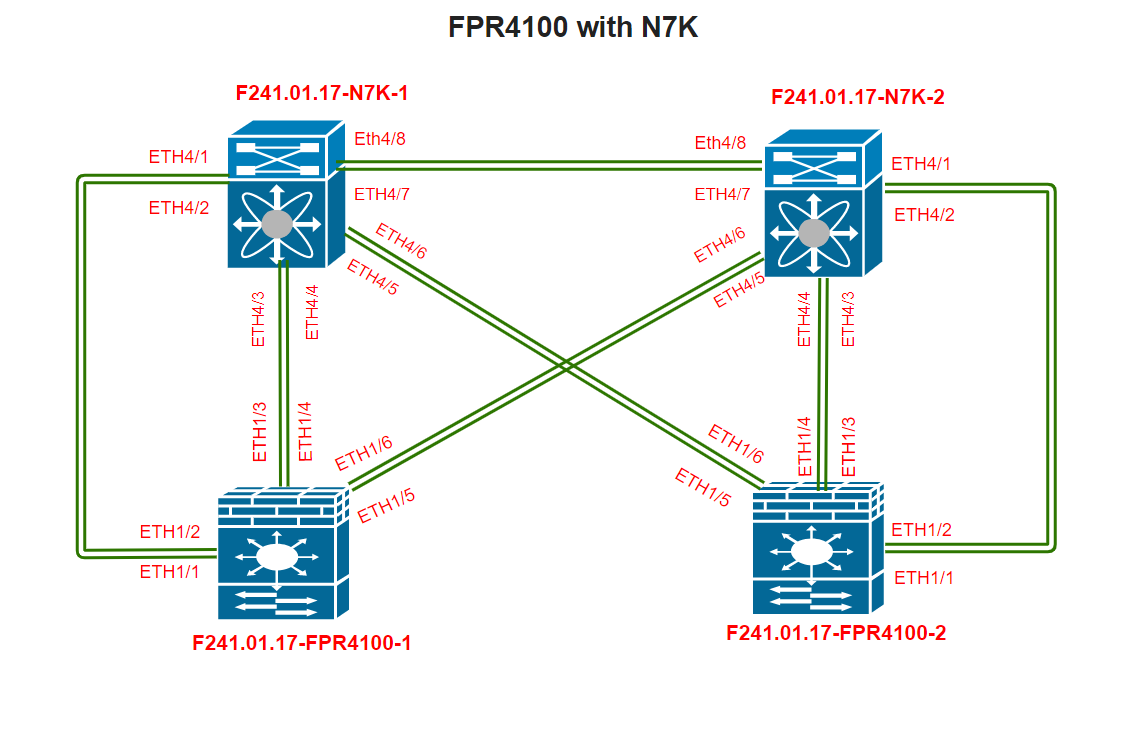 FPR4100 with N7K
F241.01.17-N7K-1
F241.01.17-N7K-2
Eth4/8
Eth4/8
ETH4/1
ETH4/1
ETH4/7
ETH4/7
ETH4/2
ETH4/2
ETH4/6
ETH4/6
ETH4/5
ETH4/5
ETH4/3
ETH4/4
ETH4/4
ETH4/3
ETH1/3
ETH1/4
ETH1/6
ETH1/5
ETH1/6
ETH1/5
ETH1/4
ETH1/3
ETH1/2
ETH1/2
ETH1/1
ETH1/1
F241.01.17-FPR4100-1
F241.01.17-FPR4100-2